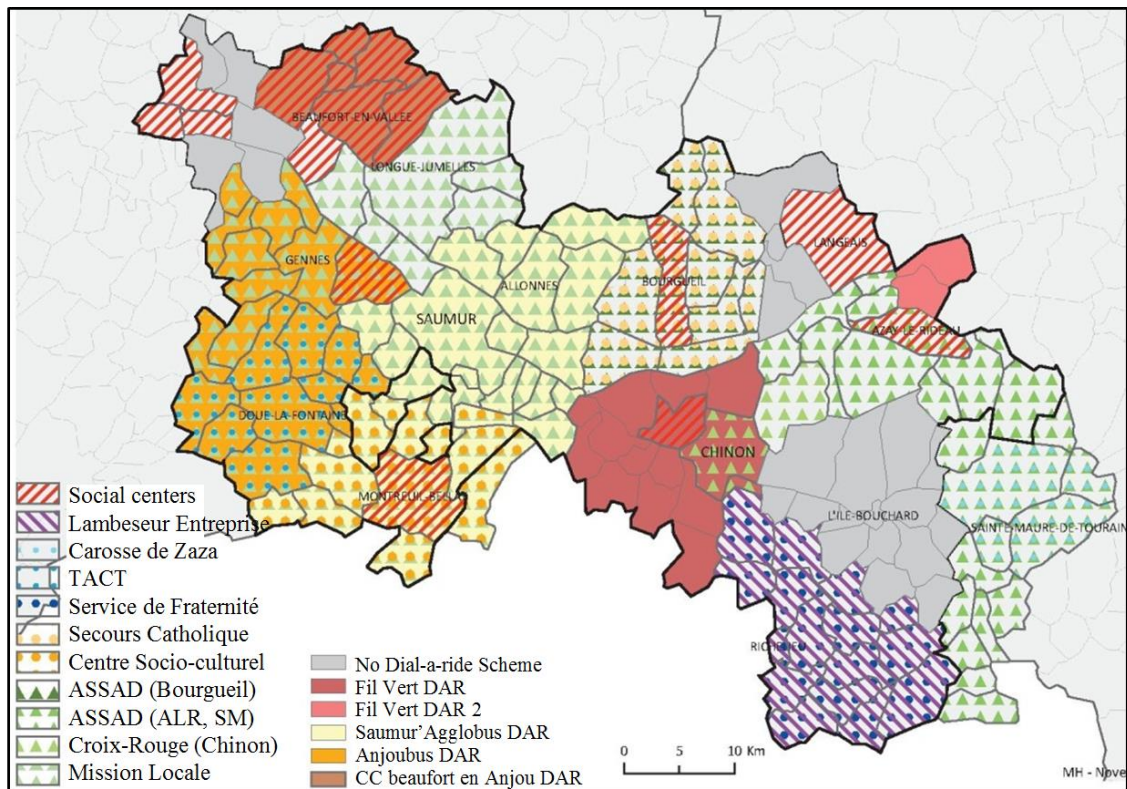 BEAUFORT-EN-VALLEE
LONGUE-JUMELLES
LANGEAIS
GENNES
ALLONNES
BOURGUEIL
SAUMUR
AZAY-LE-RIDEAU
DOUE-LA-FONTAINE
CHINON
MONTREUIL-BELLAY
L'ILE-BOUCHARD
SAINTE-MAURE-DE-TOURAIN
RICHELIEU
Social centers
Lambeseur Entreprise
Carosse de Zaza
TACT
Service de Fraternité
Secours Catholique
Centre Socio-culturel
ASSAD (Bourgueil)
ASSAD (ALR, SM)
Croix-Rouge (Chinon)
Mission Locale
No Dial-a-ride Scheme
Fil Vert DAR
Fil Vert DAR 2
Saumur'Agglobus DAR
Anjoubus DAR
CC beaufort en Anjou DAR
0 5 10 Km
MH - Nove